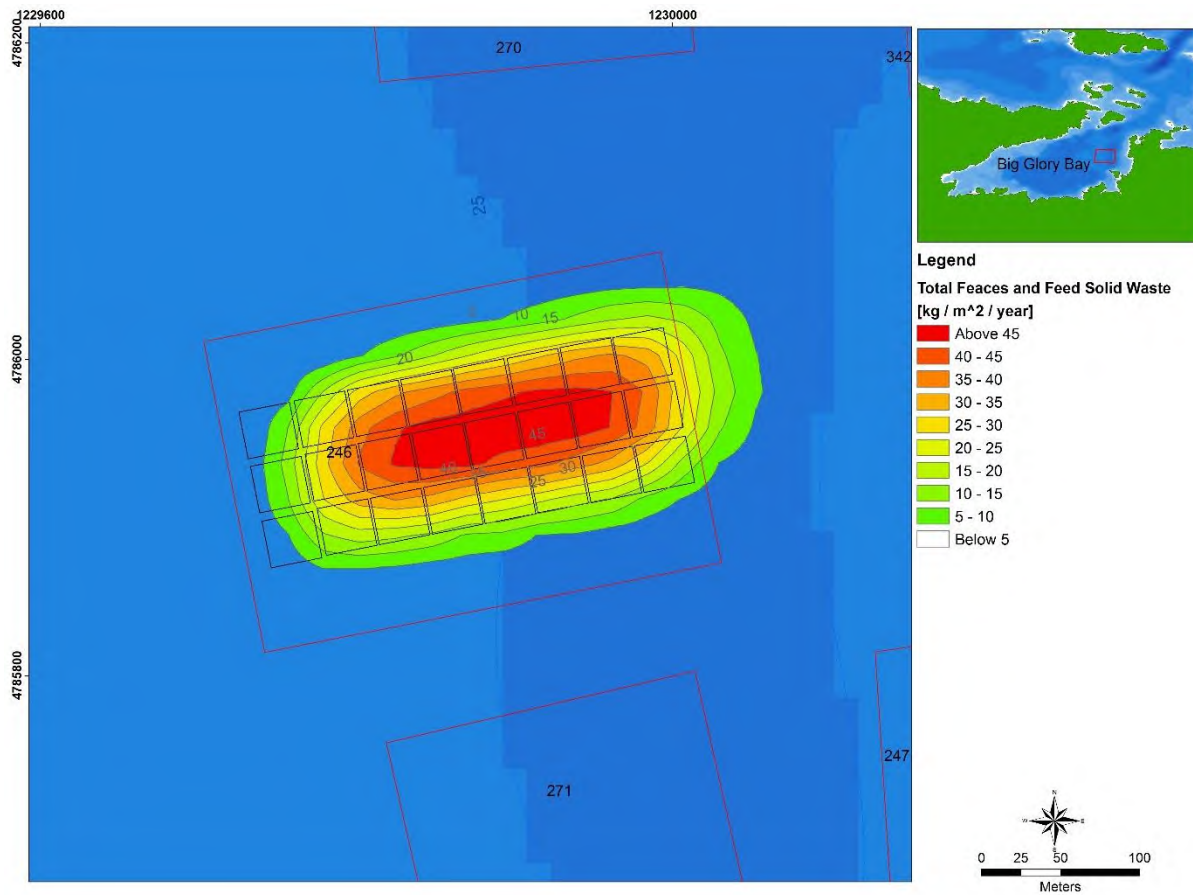 1229600
1230000
4786200
4786000
4785800
270
342
25
10
15
20
246
45
40
30
25
271
247
Big Glory Bay
Legend
Total Feaces and Feed Solid Waste
[kg / m^2 / year]
Above 45
40 - 45
35 - 40
30 - 35
25 - 30
20 - 25
15 - 20
10 - 15
5 - 10
Below 5
N
W
E
S
0 25 50 100
Meters